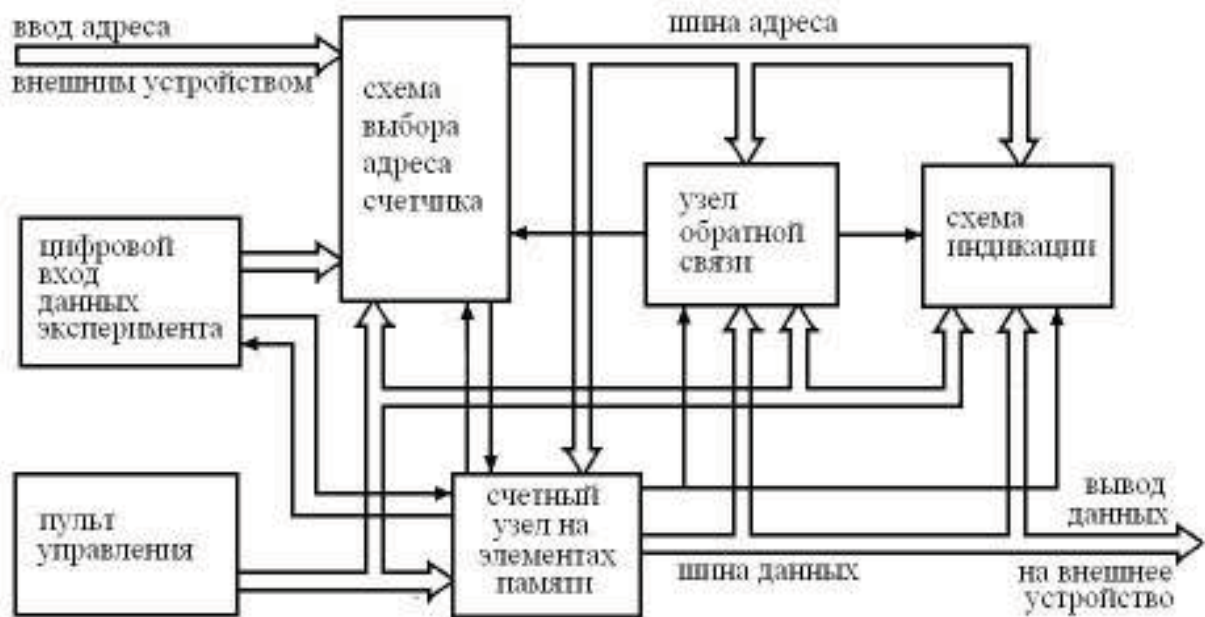 ввод адреса
внешним устройством
схема
выбора
адреса
счетчика
шина адреса
узел
обратной
связи
схема
индикации
цифровой
вход
данных
эксперимента
пульт
управления
счетный
узел на
элементах
памяти
шина данных
вывод
данных
на внешнее
устройство